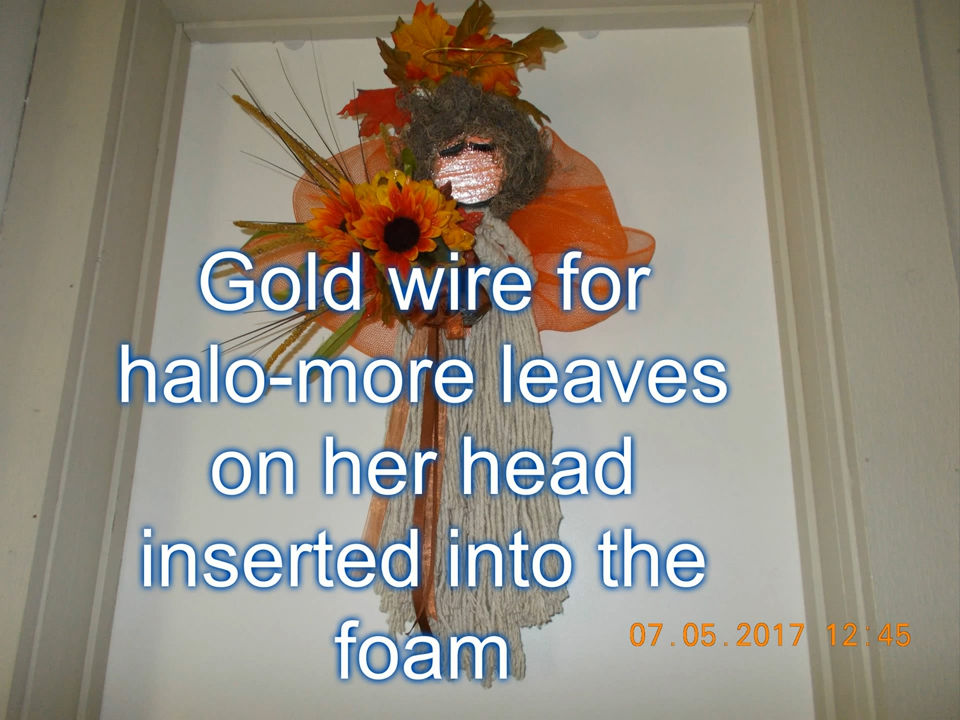 Gold wire for
halo-more leaves
on her head
inserted into the
foam
07.05.2017 12:45